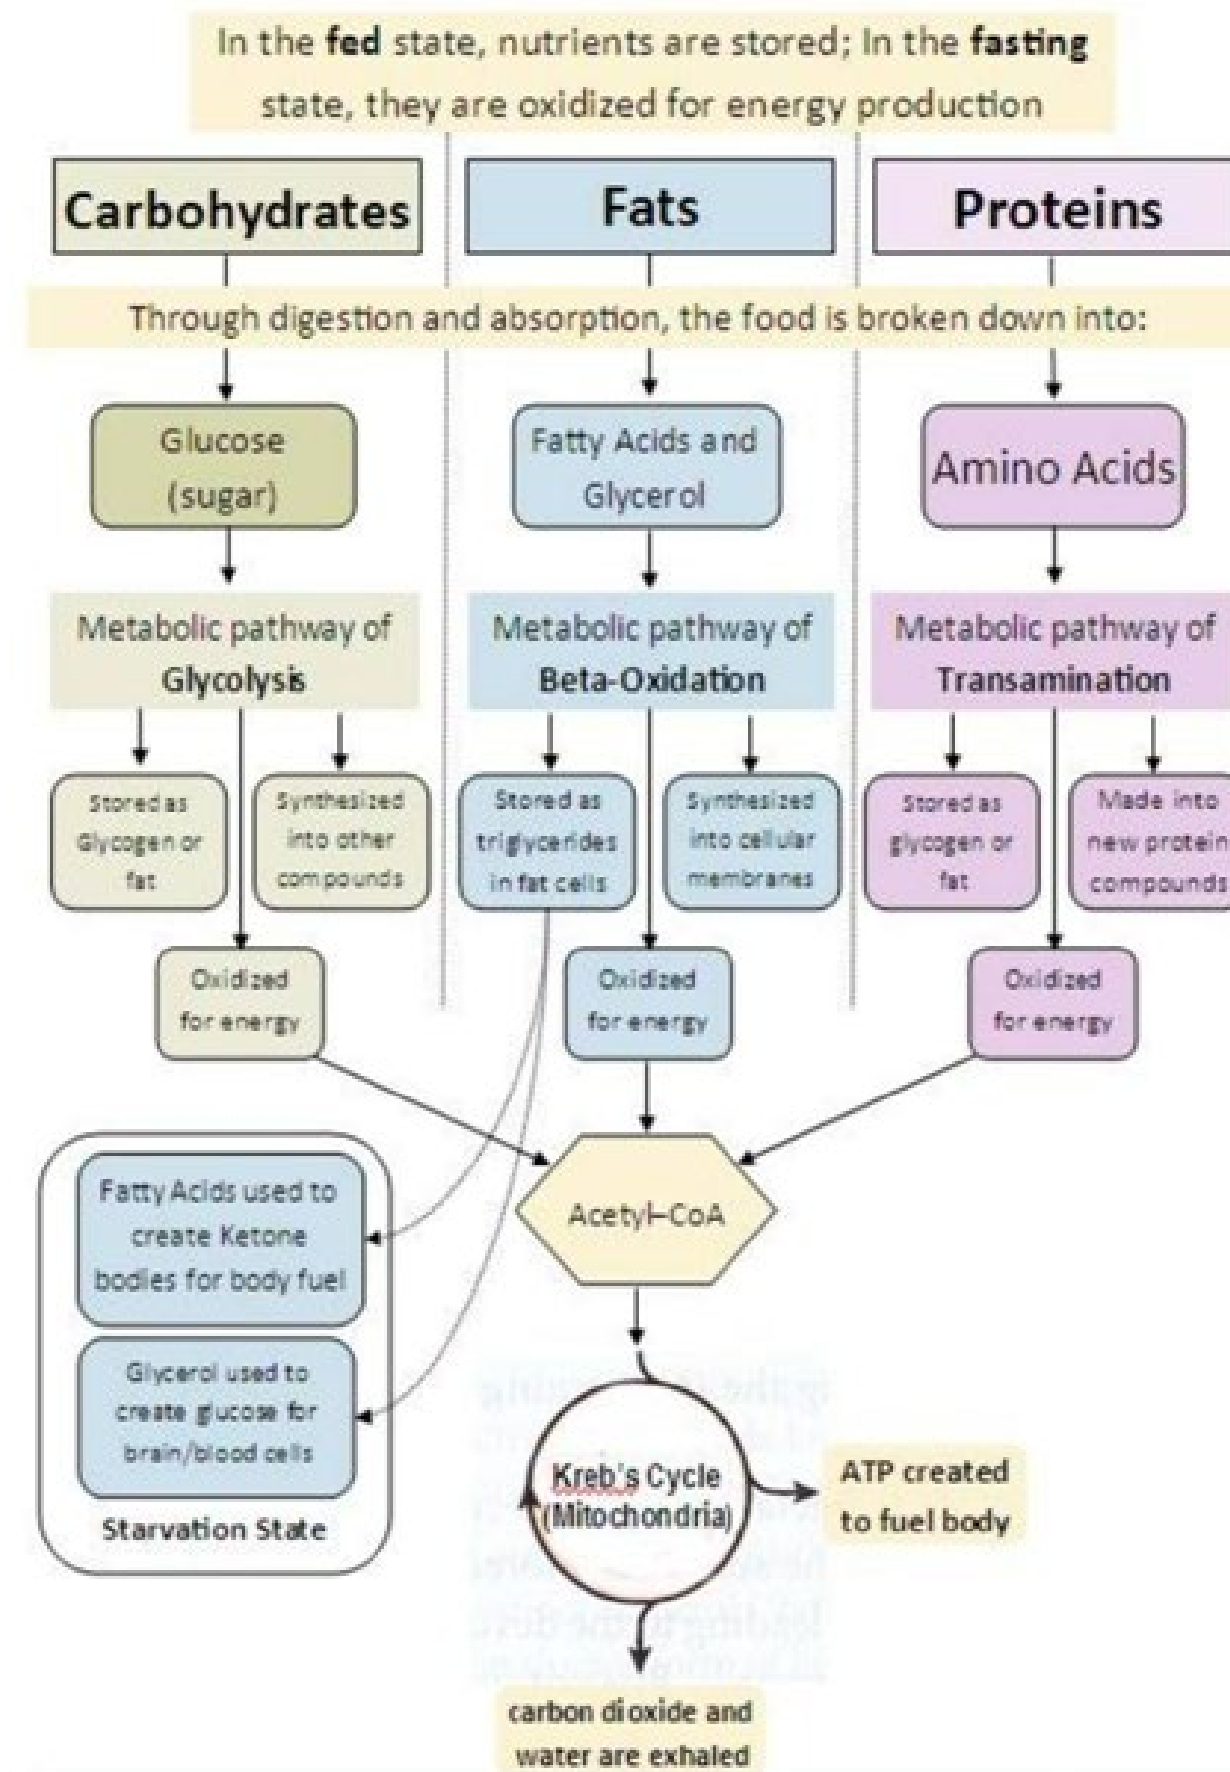 In the fed state, nutrients are stored; In the fasting
state, they are oxidized for energy production
Carbohydrates
Fats
Proteins
Through digestion and absorption, the food is broken down into:
Glucose
(sugar)
Fatty Acids and
Glycerol
Amino Acids
Metabolic pathway of
Glycolysis
Metabolic pathway of
Beta-Oxidation
Metabolic pathway of
Transamination
Stored as
Glycogen or
fat
Synthesized
into other
compounds
Stored as
triglycerides
in fat cells
Synthesized
into cellular
membranes
Stored as
glycogen or
fat
Made into
new protein
compounds
Oxidized
for energy
Oxidized
for energy
Oxidized
for energy
Acetyl-CoA
Fatty Acids used to
create Ketone
bodies for body fuel
Glycerol used to
create glucose for
brain/blood cells
Starvation State
Kreb's Cycle
(Mitochondria)
ATP created
to fuel body
carbon dioxide and
water are exhaled